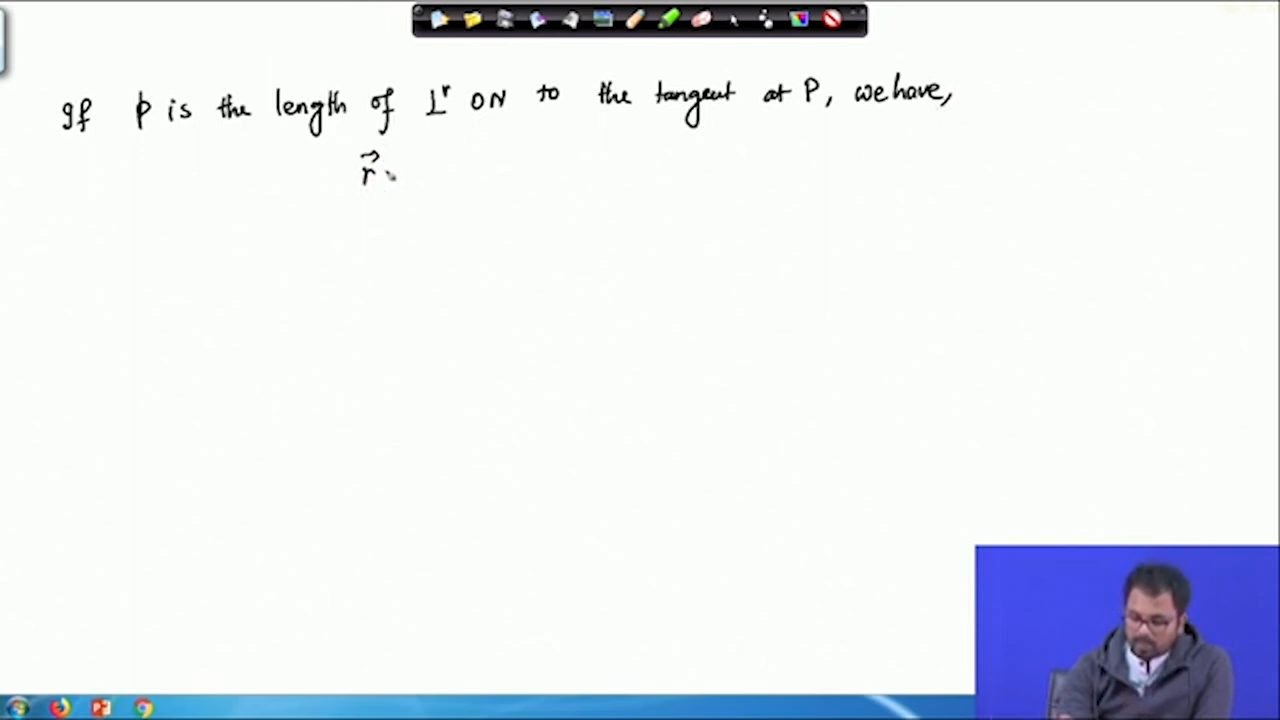 If p is the length of ⊥ʳ ON to the tangent at P, we have,
r⃗ ·